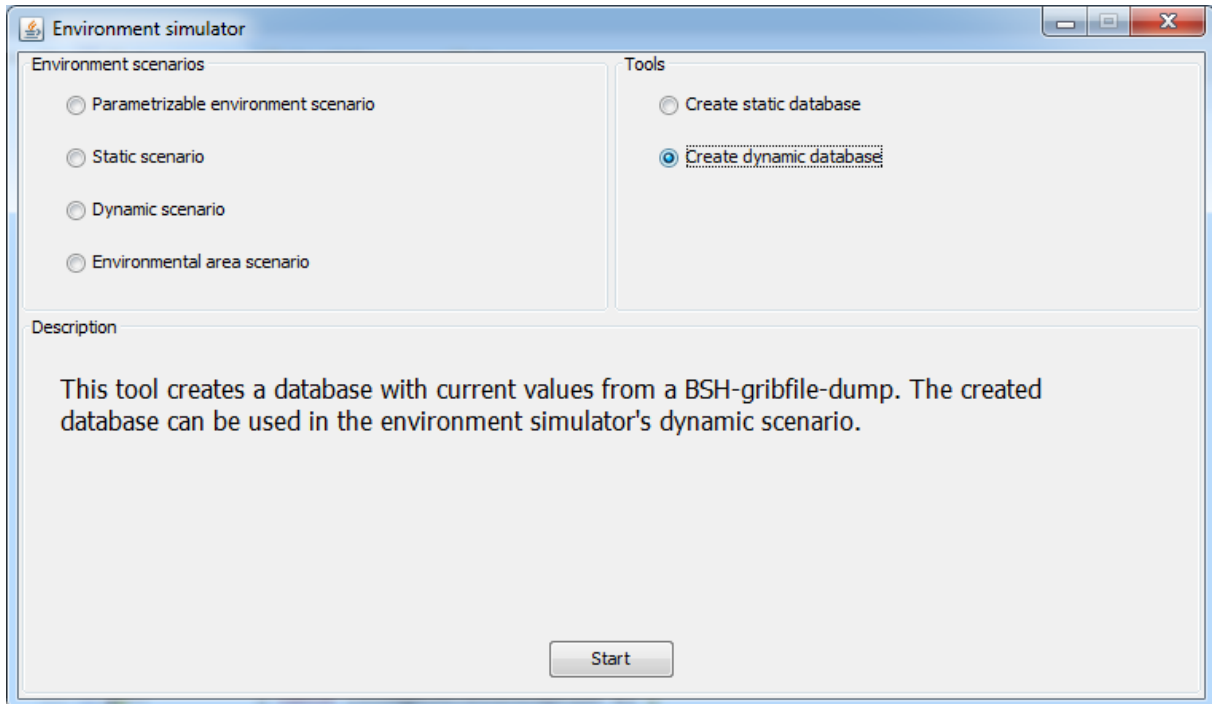 Environment simulator
Environment scenarios
Parametrizable environment scenario
Static scenario
Dynamic scenario
Environmental area scenario
Tools
Create static database
Create dynamic database
Description
This tool creates a database with current values from a BSH-gribfile-dump. The created
database can be used in the environment simulator's dynamic scenario.
Start